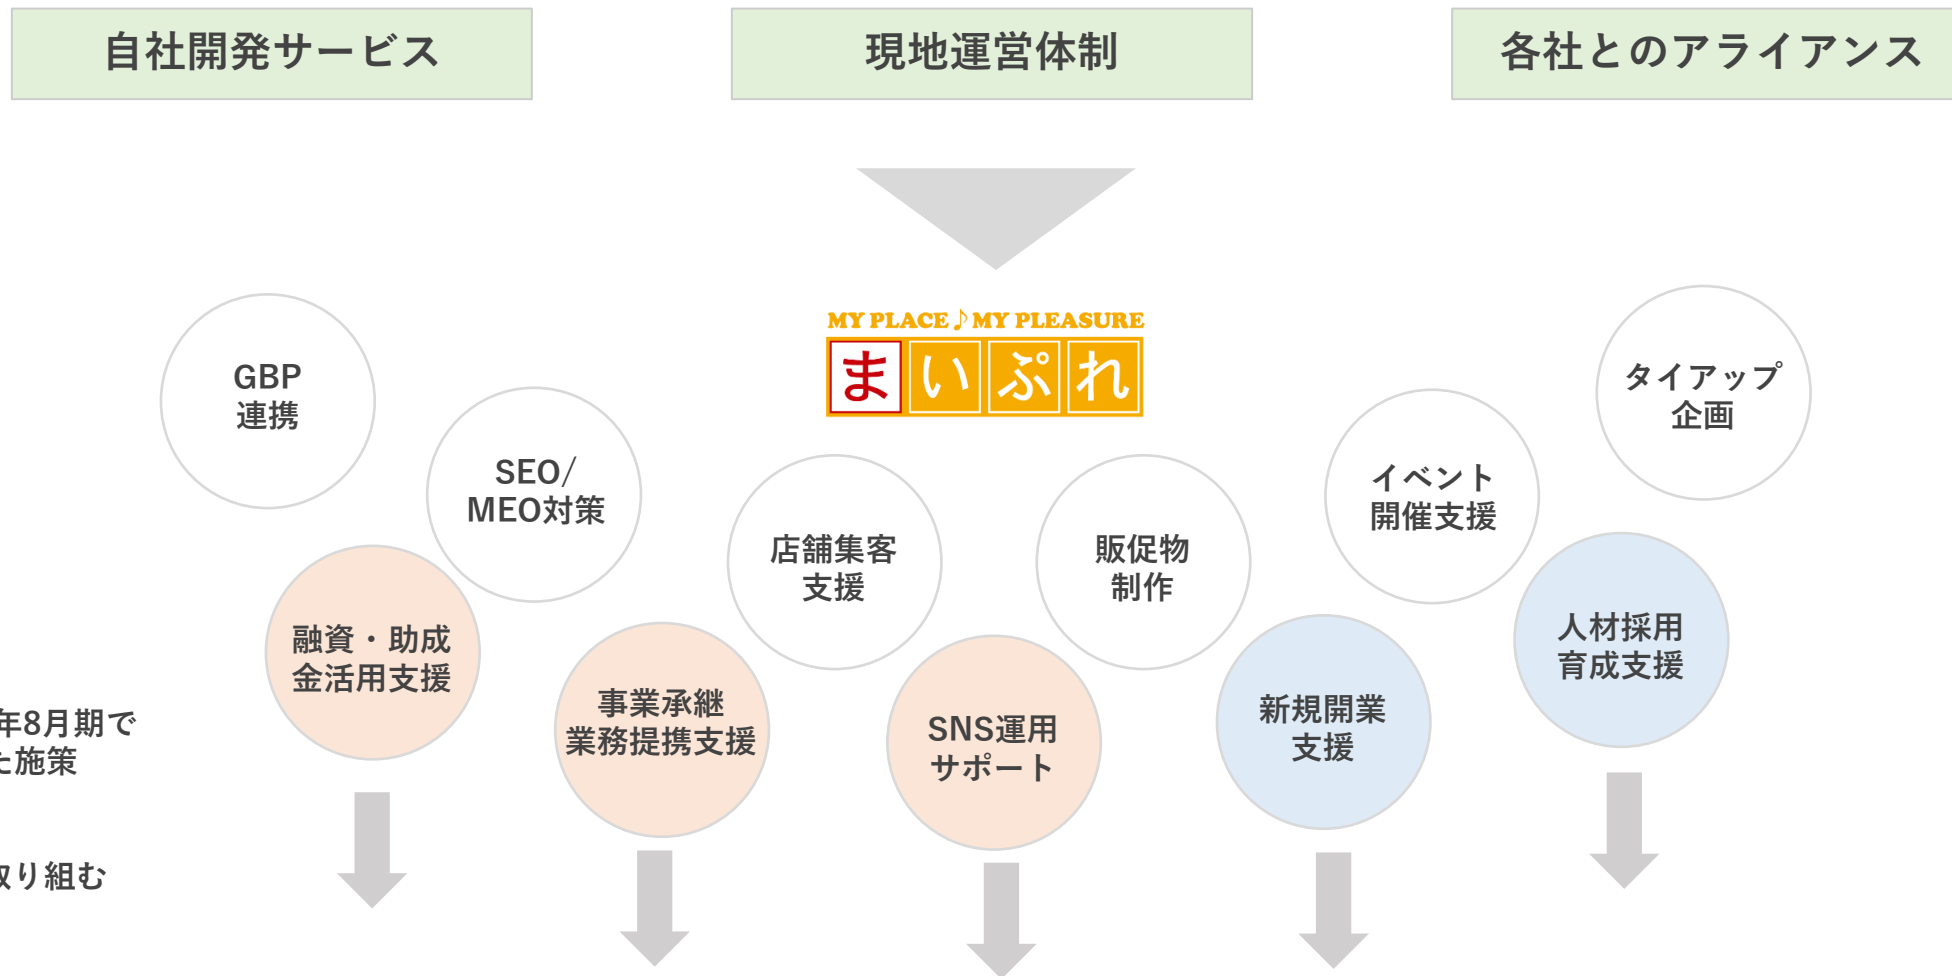 自社開発サービス
現地運営体制
各社とのアライアンス
MY PLACE♪MY PLEASURE
まいぷれ
GBP
連携
SEO/
MEO対策
店舗集客
支援
販促物
制作
イベント
開催支援
タイアップ
企画
融資・助成
金活用支援
事業承継
業務提携支援
SNS運用
サポート
新規開業
支援
人材採用
育成支援
年8月期で
た施策
取り組む